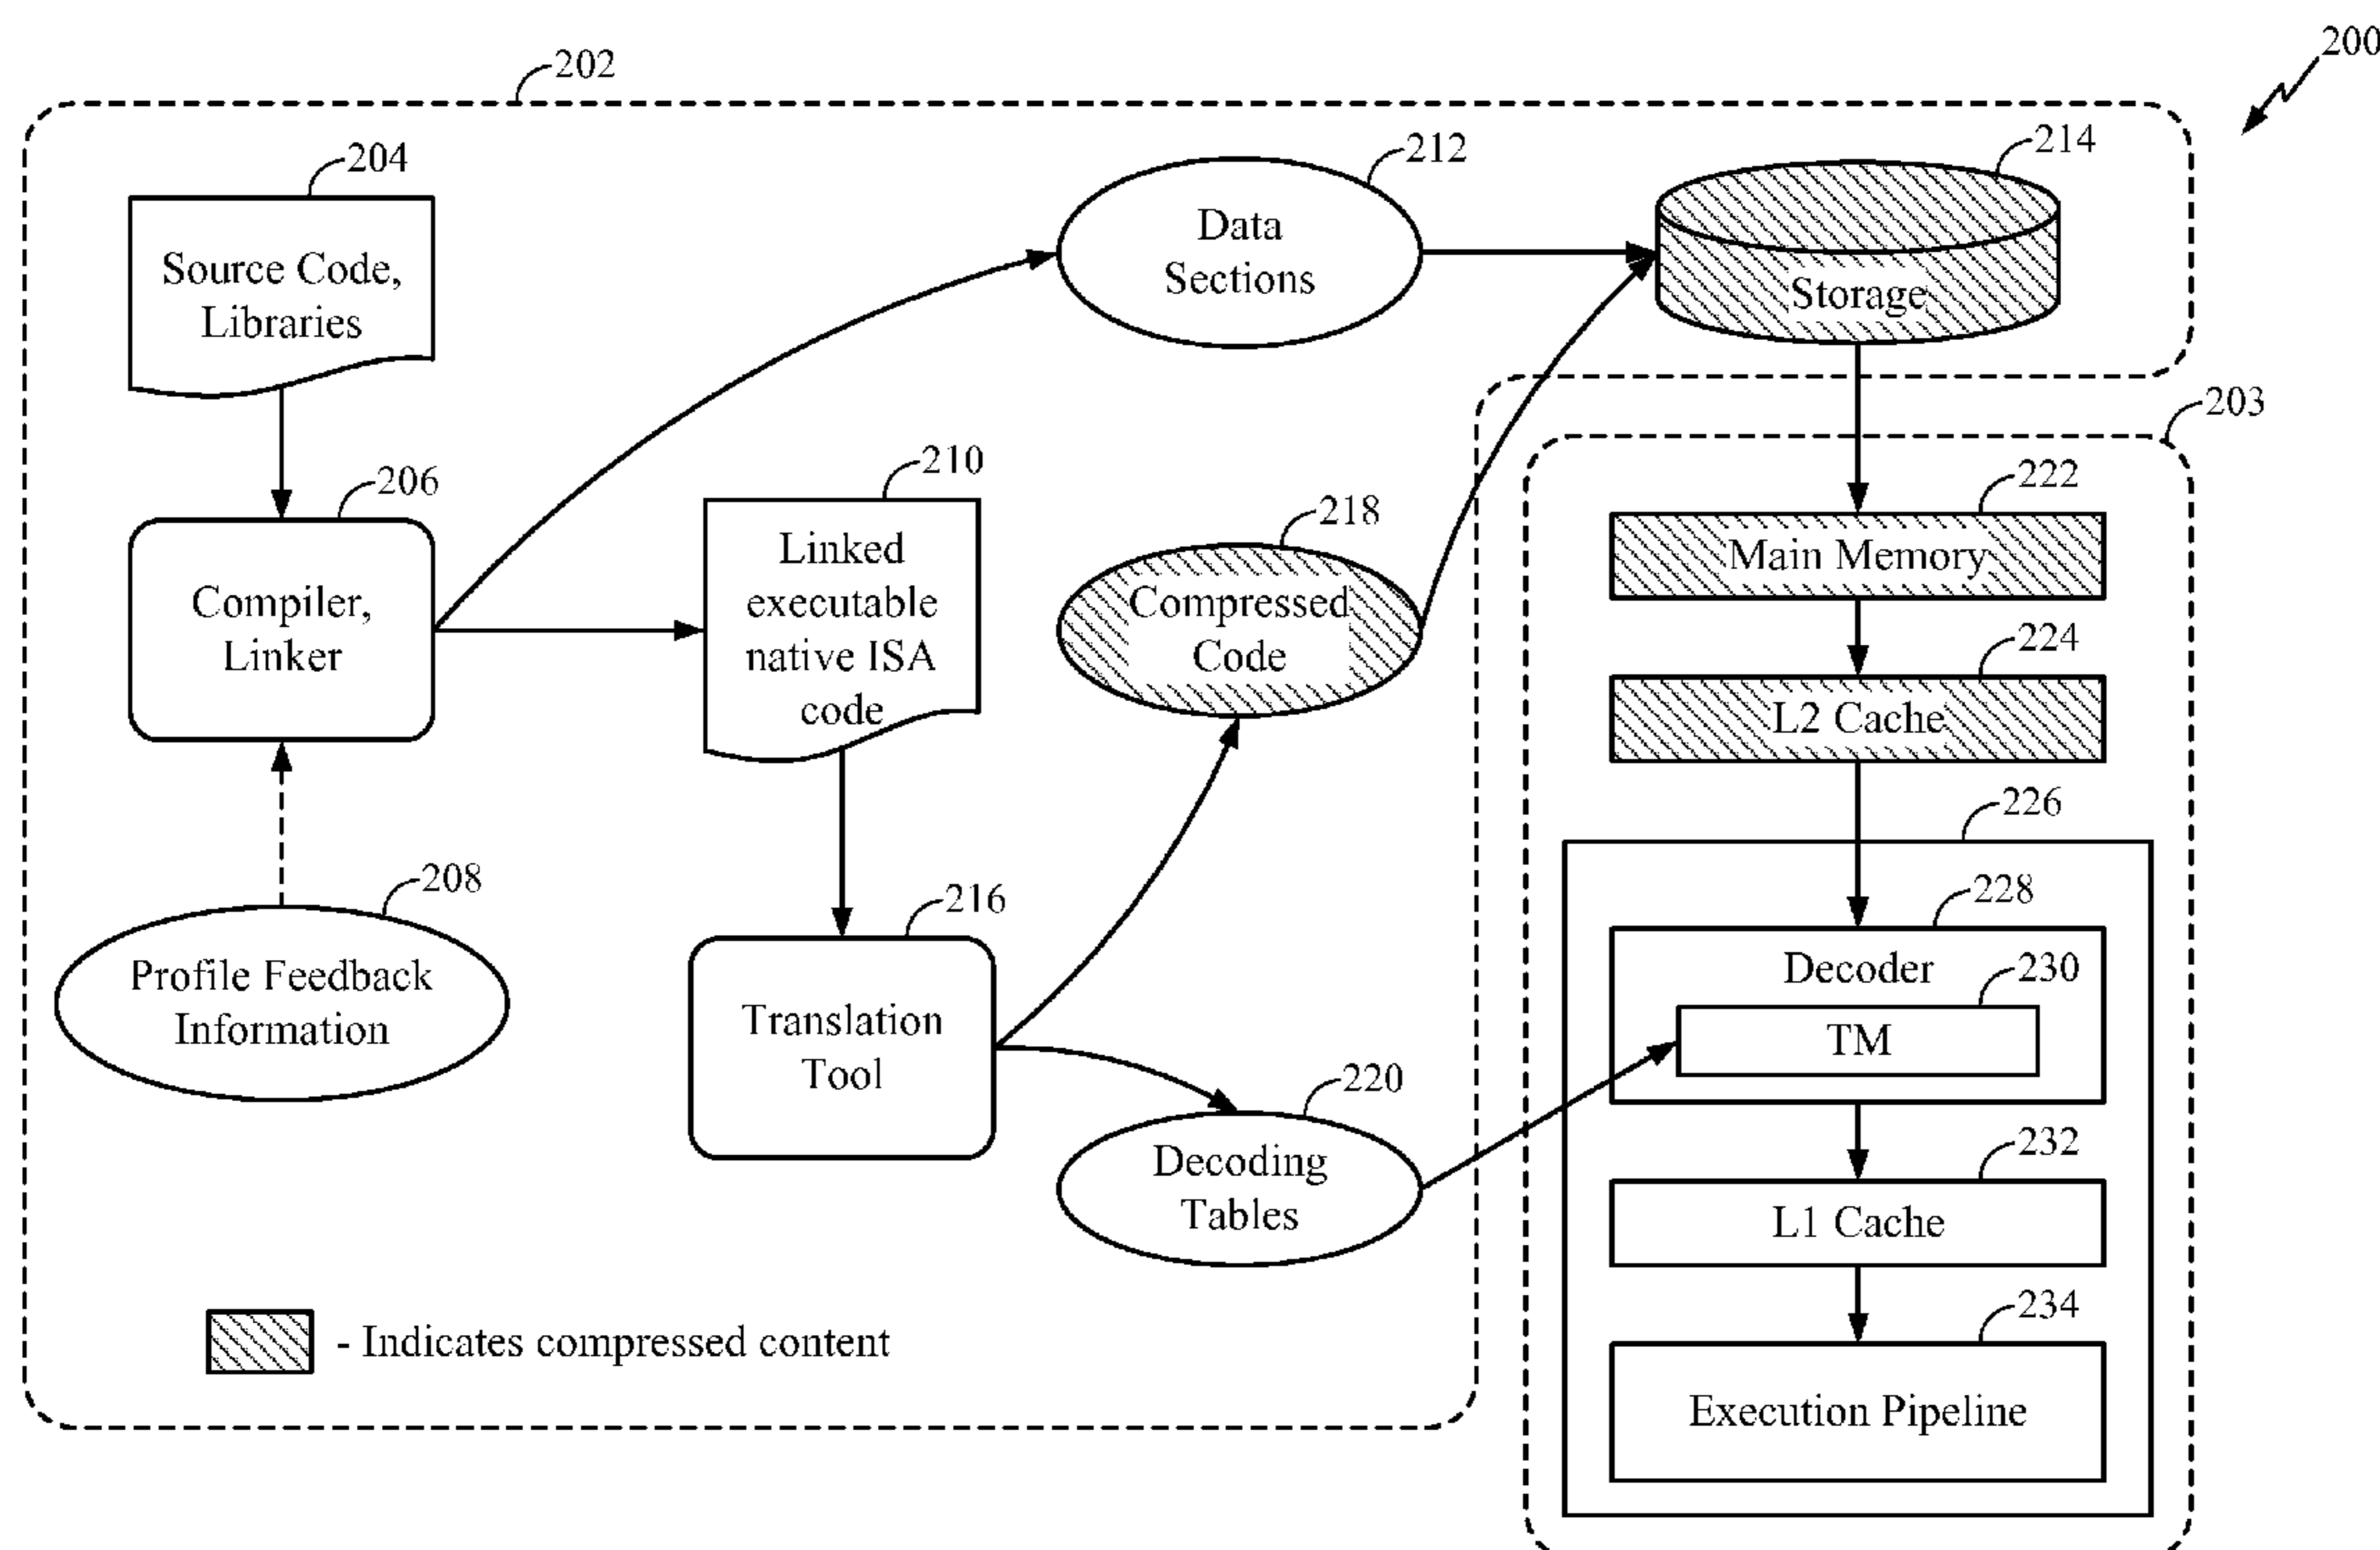 200
202
204
Source Code,
Libraries
212
Data
Sections
214
Storage
203
206
Compiler,
Linker
210
Linked
executable
native ISA
code
218
Compressed
Code
222
Main Memory
224
L2 Cache
226
208
Profile Feedback
Information
216
Translation
Tool
220
Decoding
Tables
228
Decoder
230
TM
232
L1 Cache
234
Execution Pipeline
- Indicates compressed content